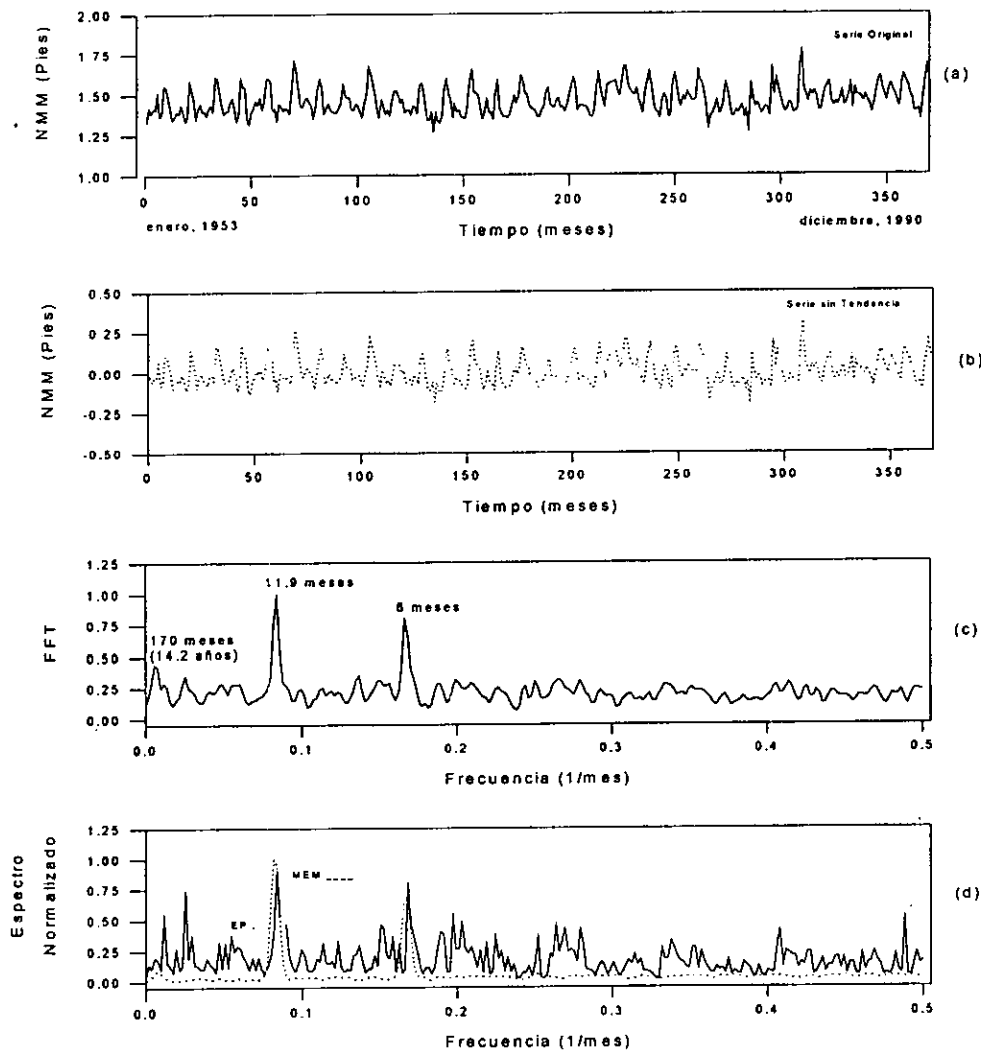 2.00
1.75
1.50
1.25
1.00
NMM (Pies)
Serie Original
(a)
0 50 100 150 200 250 300 350
enero, 1953
Tiempo (meses)
diciembre, 1990
0.50
0.25
0.00
-0.25
-0.50
NMM (Pies)
Serie sin Tendencia
(b)
0 50 100 150 200 250 300 350
Tiempo (meses)
1.25
1.00
0.75
0.50
0.25
0.00
FFT
170 meses
(14.2 años)
11.9 meses
6 meses
(c)
0.0 0.1 0.2 0.3 0.4 0.5
Frecuencia (1/mes)
1.25
1.00
0.75
0.50
0.25
0.00
Espectro
Normalizado
EP.
MEM ----
(d)
0.0 0.1 0.2 0.3 0.4 0.5
Frecuencia (1/mes)